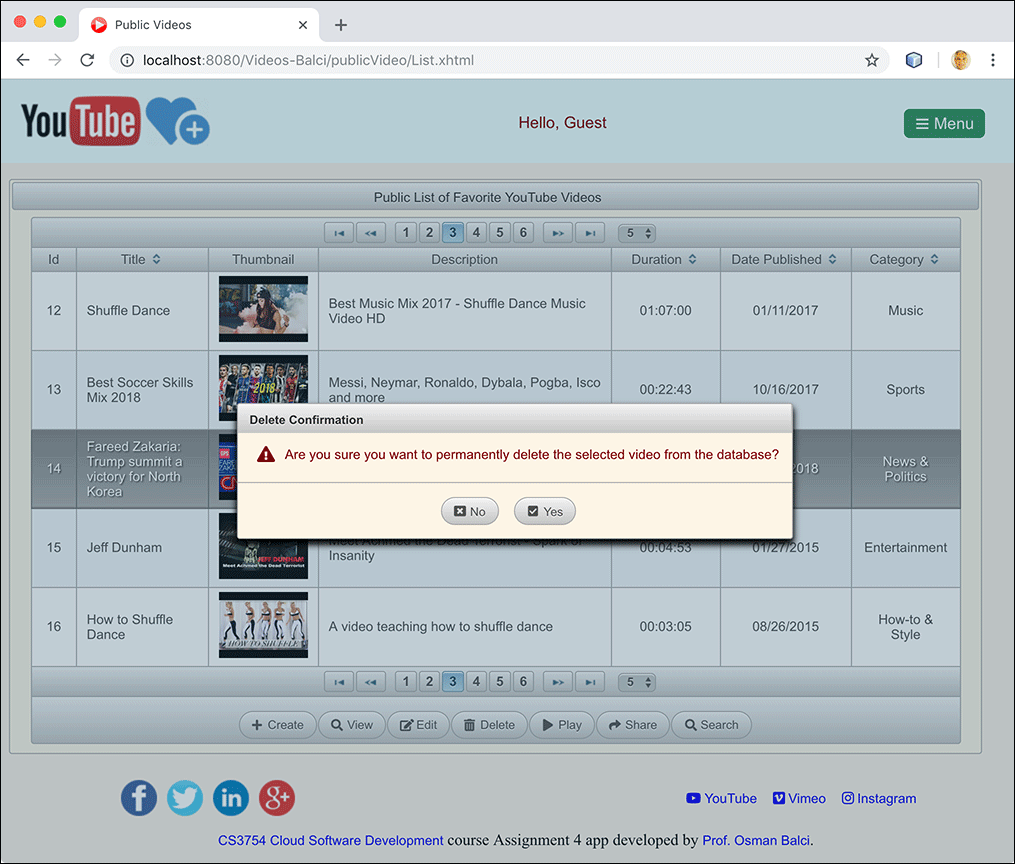 Public Videos
localhost:8080/Videos-Balci/publicVideo/List.xhtml
YouTube
Hello, Guest
Menu
Public List of Favorite YouTube Videos
1 2 3 4 5 6 5
Id Title Thumbnail Description Duration Date Published Category
12 Shuffle Dance Best Music Mix 2017 - Shuffle Dance Music 01:07:00 01/11/2017 Music
Video HD
13 Best Soccer Skills Messi, Neymar, Ronaldo, Dybala, Pogba, Isco 00:22:43 10/16/2017 Sports
Mix 2018 and more
2018
Delete Confirmation
Are you sure you want to permanently delete the selected video from the database?
No Yes
14 Fareed Zakaria: 018 News &
Trump summit a Politics
victory for North
Korea
15 Jeff Dunham Meet Achmed the Dead Terrorist - Spark of 00:04:53 01/27/2015 Entertainment
Insanity
JEFF DUNHAM
Meet Achmed the Dead Terrorist
16 How to Shuffle A video teaching how to shuffle dance 00:03:05 08/26/2015 How-to &
Dance Style
HOW TO SHUFFLE
1 2 3 4 5 6 5
Create View Edit Delete Play Share Search
f in g+
YouTube Vimeo Instagram
CS3754 Cloud Software Development course Assignment 4 app developed by Prof. Osman Balci.